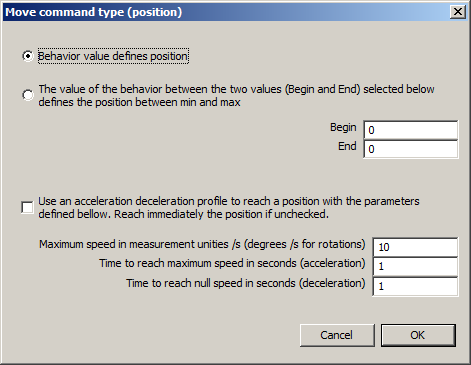 Move command type (position)
Behavior value defines position
The value of the behavior between the two values (Begin and End) selected below
defines the position between min and max
Begin 0
End 0
Use an acceleration deceleration profile to reach a position with the parameters
defined bellow. Reach immediately the position if unchecked.
Maximum speed in measurement unities /s (degrees /s for rotations) 10
Time to reach maximum speed in seconds (acceleration) 1
Time to reach null speed in seconds (deceleration) 1
Cancel OK